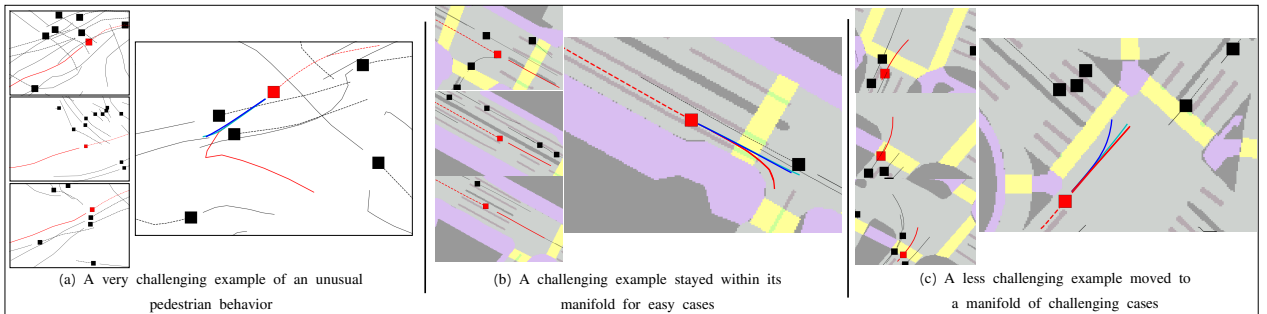 (a) A very challenging example of an unusual
pedestrian behavior
(b) A challenging example stayed within its
manifold for easy cases
(c) A less challenging example moved to
a manifold of challenging cases